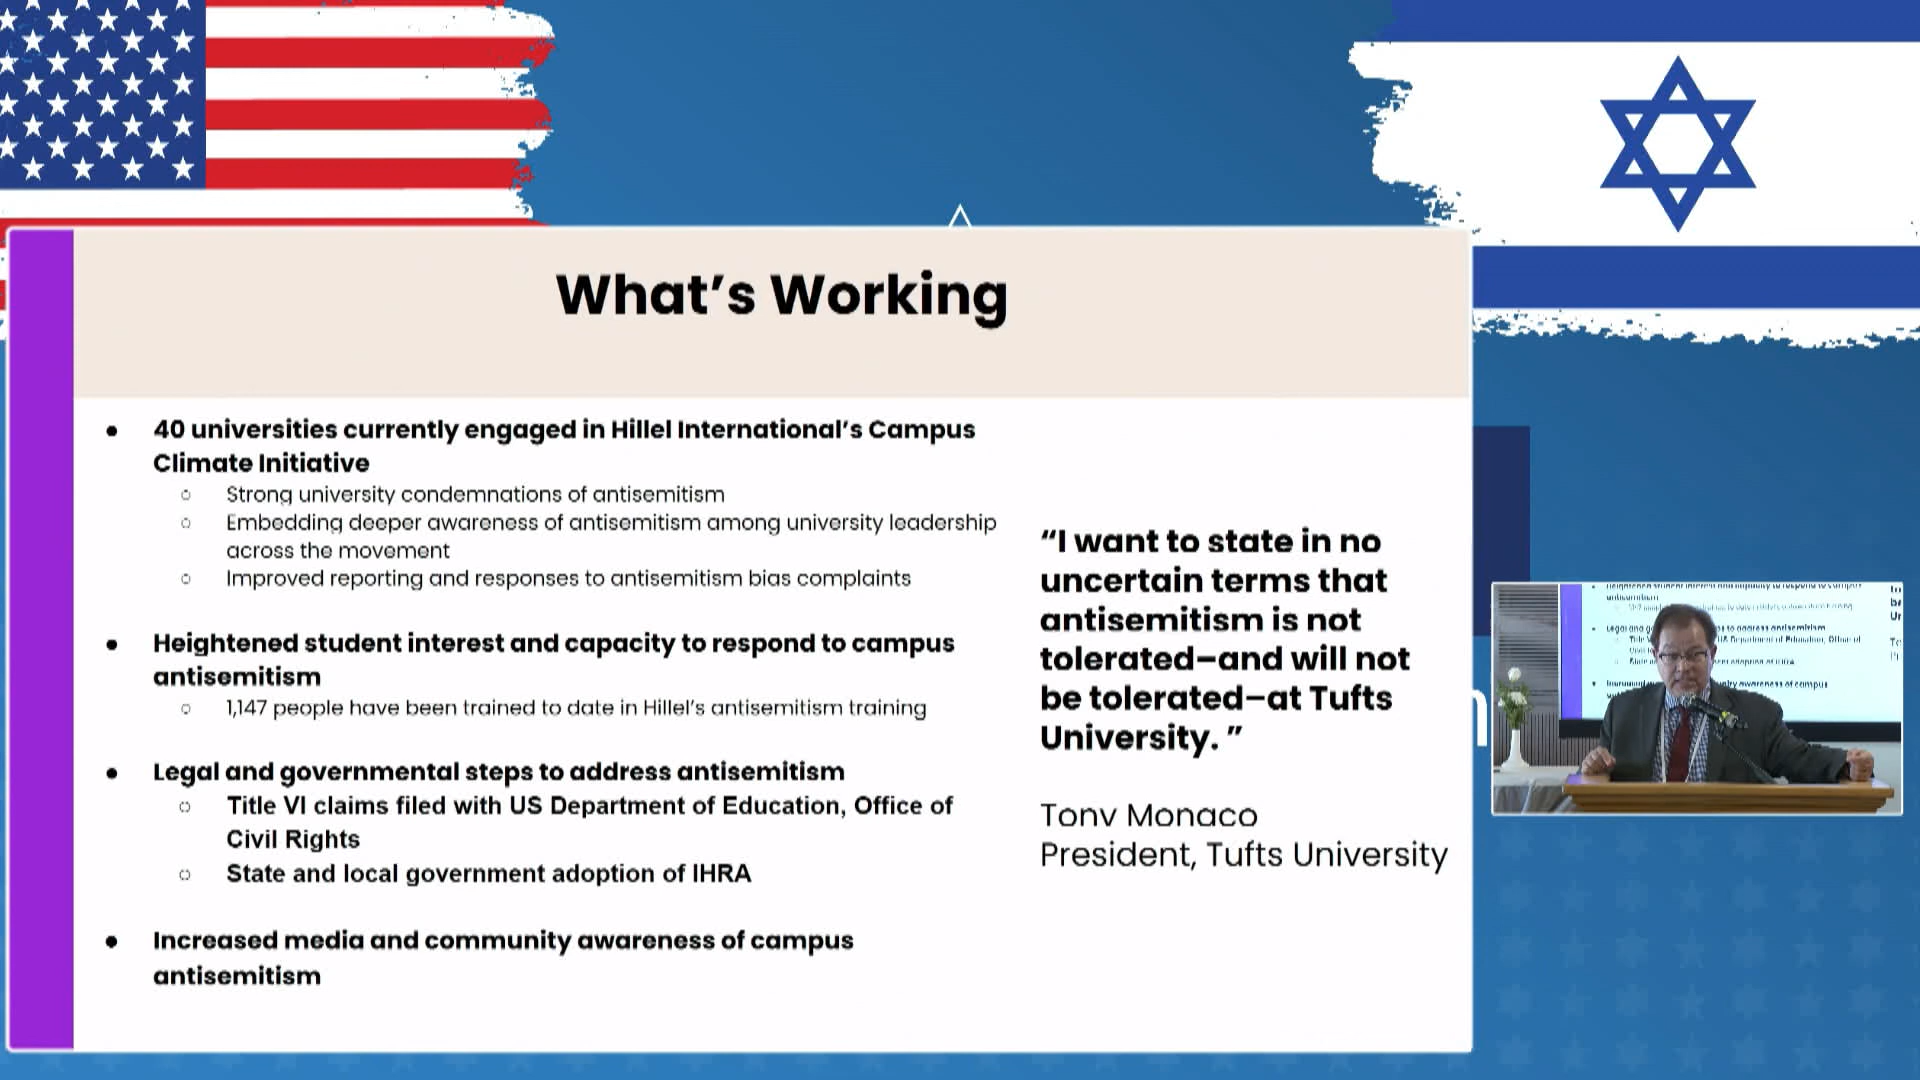 What's Working
● 40 universities currently engaged in Hillel International's Campus
Climate Initiative
○ Strong university condemnations of antisemitism
○ Embedding deeper awareness of antisemitism among university leadership
across the movement
○ Improved reporting and responses to antisemitism bias complaints
● Heightened student interest and capacity to respond to campus
antisemitism
○ 1,147 people have been trained to date in Hillel's antisemitism training
● Legal and governmental steps to address antisemitism
○ Title VI claims filed with US Department of Education, Office of
Civil Rights
○ State and local government adoption of IHRA
● Increased media and community awareness of campus
antisemitism
“I want to state in no
uncertain terms that
antisemitism is not
tolerated–and will not
be tolerated–at Tufts
University. ”
Tony Monaco
President, Tufts University